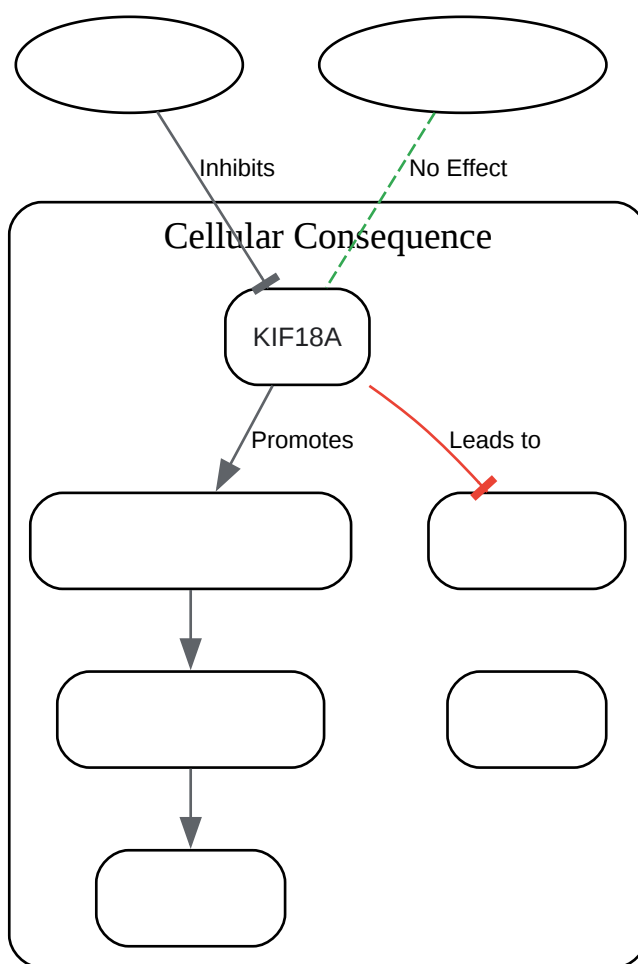 Inhibits
No Effect
Cellular Consequence
KIF18A
Promotes
Leads to